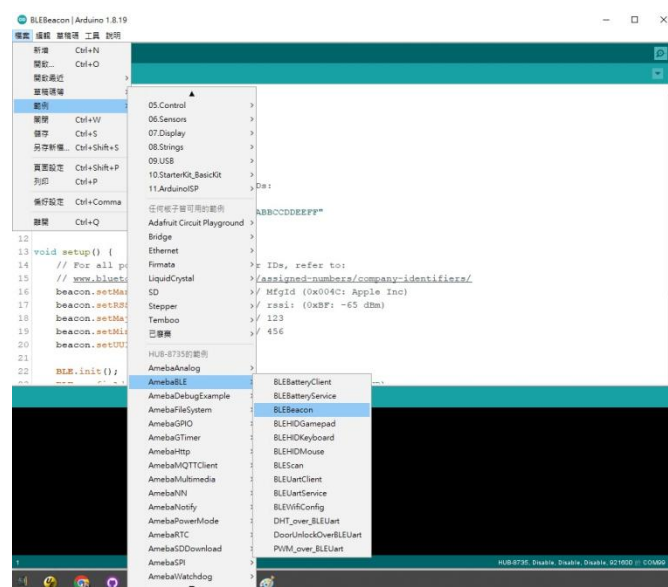 BLEBeacon | Arduino 1.8.19
檔案 編輯 草稿碼 工具 說明
新增 Ctrl+N
開啟... Ctrl+O
開啟最近
草稿碼簿
範例
關閉 Ctrl+W
儲存 Ctrl+S
另存新檔... Ctrl+Shift+S
頁面設定 Ctrl+Shift+P
列印 Ctrl+P
偏好設定 Ctrl+Comma
離開 Ctrl+Q
05.Control
06.Sensors
07.Display
08.Strings
09.USB
10.StarterKit_BasicKit
11.ArduinoISP
任何板子皆可用的範例
Adafruit Circuit Playground
Bridge
Ethernet
Firmata
LiquidCrystal
SD
Stepper
Temboo
已廢棄
HUB-8735的範例
AmebaAnalog
AmebaBLE
AmebaDebugExample
AmebaFileSystem
AmebaGPIO
AmebaGTimer
AmebaHttp
AmebaMQTTClient
AmebaMultimedia
AmebaNN
AmebaNotify
AmebaPowerMode
AmebaRTC
AmebaSDDownload
AmebaSPI
AmebaWatchdog
BLEBatteryClient
BLEBatteryService
BLEBeacon
BLEHIDGamepad
BLEHIDKeyboard
BLEHIDMouse
BLEScan
BLEUartClient
BLEUartService
BLEWifiConfig
DHT_over_BLEUart
DoorUnlockOverBLEUart
PWM_over_BLEUart
Ds:
ABBCCDDEEFF"
12
13 void setup() {
14 // For all p r IDs, refer to:
15 // www.bluet /assigned-numbers/company-identifiers/
16 beacon.setMa / MfgId (0x004C: Apple Inc)
17 beacon.setRS / rssi: (0xBF: -65 dBm)
18 beacon.setMa / 123
19 beacon.setMi / 456
20 beacon.setUU
21
22 BLE.init();
1 HUB-8735, Disable, Disable, Disable, 921600 於 COM90